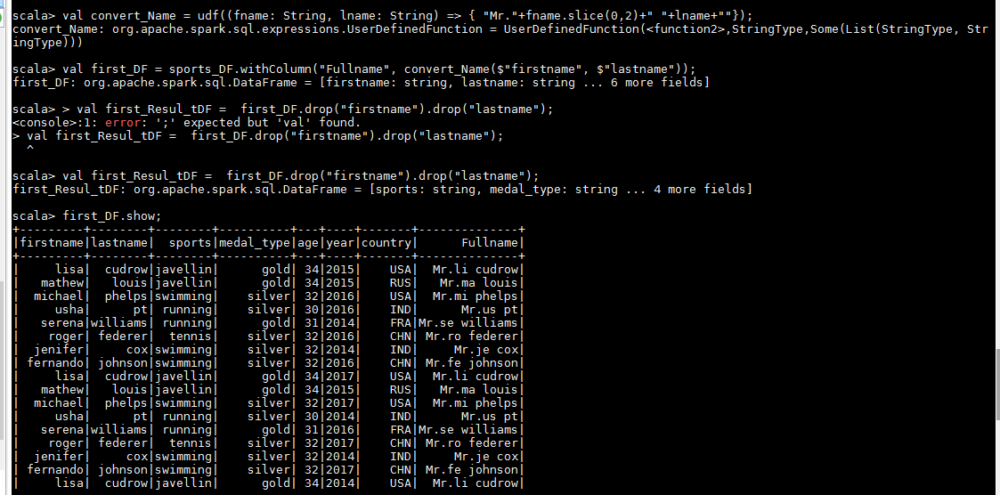 scala> val convert_Name = udf((fname: String, lname: String) => { "Mr."+fname.slice(0,2)+" "+lname+""});
convert_Name: org.apache.spark.sql.expressions.UserDefinedFunction = UserDefinedFunction(<function2>,StringType,Some(List(StringType, Str
ingType)))
scala> val first_DF = sports_DF.withColumn("Fullname", convert_Name($"firstname", $"lastname"));
first_DF: org.apache.spark.sql.DataFrame = [firstname: string, lastname: string ... 6 more fields]
scala> > val first_Resul_tDF =  first_DF.drop("firstname").drop("lastname");
<console>:1: error: ';' expected but 'val' found.
> val first_Resul_tDF =  first_DF.drop("firstname").drop("lastname");
  ^
scala> val first_Resul_tDF =  first_DF.drop("firstname").drop("lastname");
first_Resul_tDF: org.apache.spark.sql.DataFrame = [sports: string, medal_type: string ... 4 more fields]
scala> first_DF.show;
+---------+--------+--------+----------+---+----+-------+--------------+
|firstname|lastname|  sports|medal_type|age|year|country|      Fullname|
+---------+--------+--------+----------+---+----+-------+--------------+
|     lisa|  cudrow|javellin|      gold| 34|2015|    USA|  Mr.li cudrow|
|   mathew|   louis|javellin|      gold| 34|2015|    RUS|   Mr.ma louis|
|  michael|  phelps|swimming|    silver| 32|2016|    USA|  Mr.mi phelps|
|     usha|      pt| running|    silver| 30|2016|    IND|      Mr.us pt|
|   serena|williams| running|      gold| 31|2014|    FRA|Mr.se williams|
|    roger| federer|  tennis|    silver| 32|2016|    CHN| Mr.ro federer|
|  jenifer|     cox|swimming|    silver| 32|2014|    IND|     Mr.je cox|
| fernando| johnson|swimming|    silver| 32|2016|    CHN| Mr.fe johnson|
|     lisa|  cudrow|javellin|      gold| 34|2017|    USA|  Mr.li cudrow|
|   mathew|   louis|javellin|      gold| 34|2015|    RUS|   Mr.ma louis|
|  michael|  phelps|swimming|    silver| 32|2017|    USA|  Mr.mi phelps|
|     usha|      pt| running|    silver| 30|2014|    IND|      Mr.us pt|
|   serena|williams| running|      gold| 31|2016|    FRA|Mr.se williams|
|    roger| federer|  tennis|    silver| 32|2017|    CHN| Mr.ro federer|
|  jenifer|     cox|swimming|    silver| 32|2014|    IND|     Mr.je cox|
| fernando| johnson|swimming|    silver| 32|2017|    CHN| Mr.fe johnson|
|     lisa|  cudrow|javellin|      gold| 34|2014|    USA|  Mr.li cudrow|